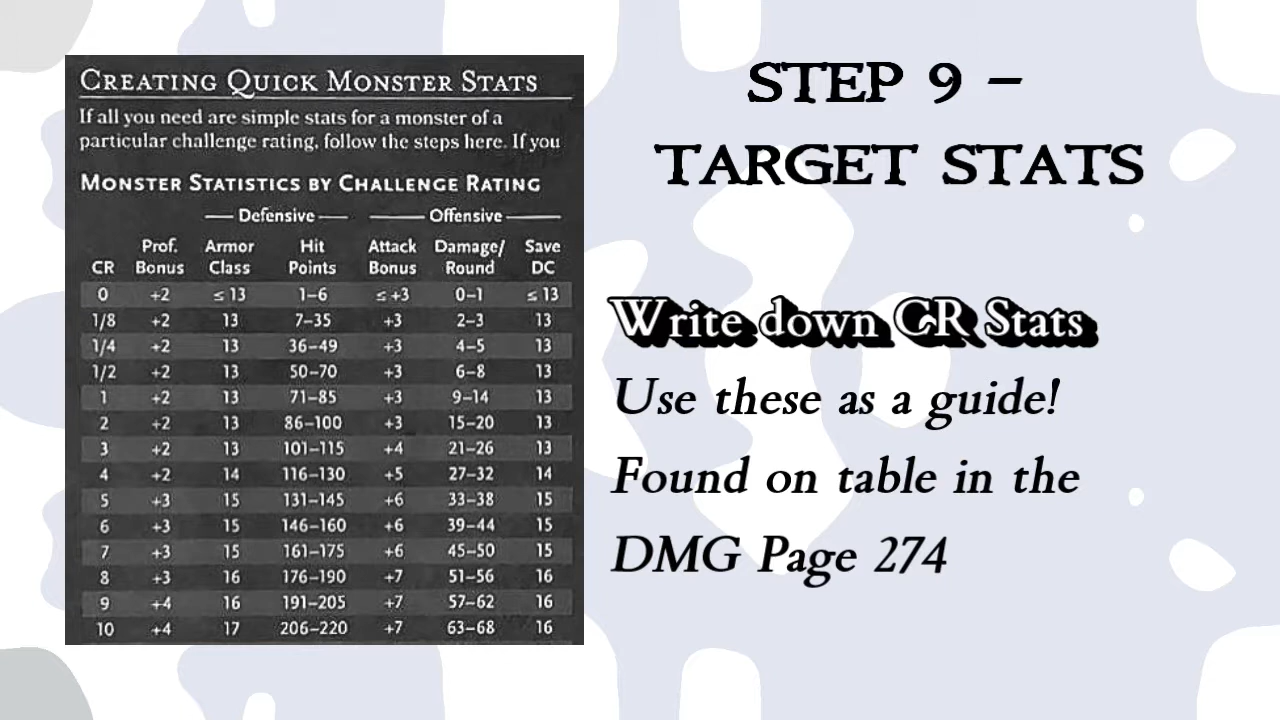 CREATING QUICK MONSTER STATS
If all you need are simple stats for a monster of a
particular challenge rating, follow the steps here. If you
MONSTER STATISTICS BY CHALLENGE RATING
Defensive Offensive
Prof. Armor Hit Attack Damage/ Save
CR Bonus Class Points Bonus Round DC
0 +2 ≤ 13 1–6 ≤ +3 0–1 ≤ 13
1/8 +2 13 7–35 +3 2–3 13
1/4 +2 13 36–49 +3 4–5 13
1/2 +2 13 50–70 +3 6–8 13
1 +2 13 71–85 +3 9–14 13
2 +2 13 86–100 +3 15–20 13
3 +2 13 101–115 +4 21–26 13
4 +2 14 116–130 +5 27–32 14
5 +3 15 131–145 +6 33–38 15
6 +3 15 146–160 +6 39–44 15
7 +3 15 161–175 +6 45–50 15
8 +3 16 176–190 +7 51–56 16
9 +4 16 191–205 +7 57–62 16
10 +4 17 206–220 +7 63–68 16
STEP 9 –
TARGET STATS
Write down CR Stats
Use these as a guide!
Found on table in the
DMG Page 274